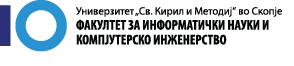 Универзитет „Св. Кирил и Методиј“ во Скопје
ФАКУЛТЕТ ЗА ИНФОРМАТИЧКИ НАУКИ И
КОМПЈУТЕРСКО ИНЖЕНЕРСТВО